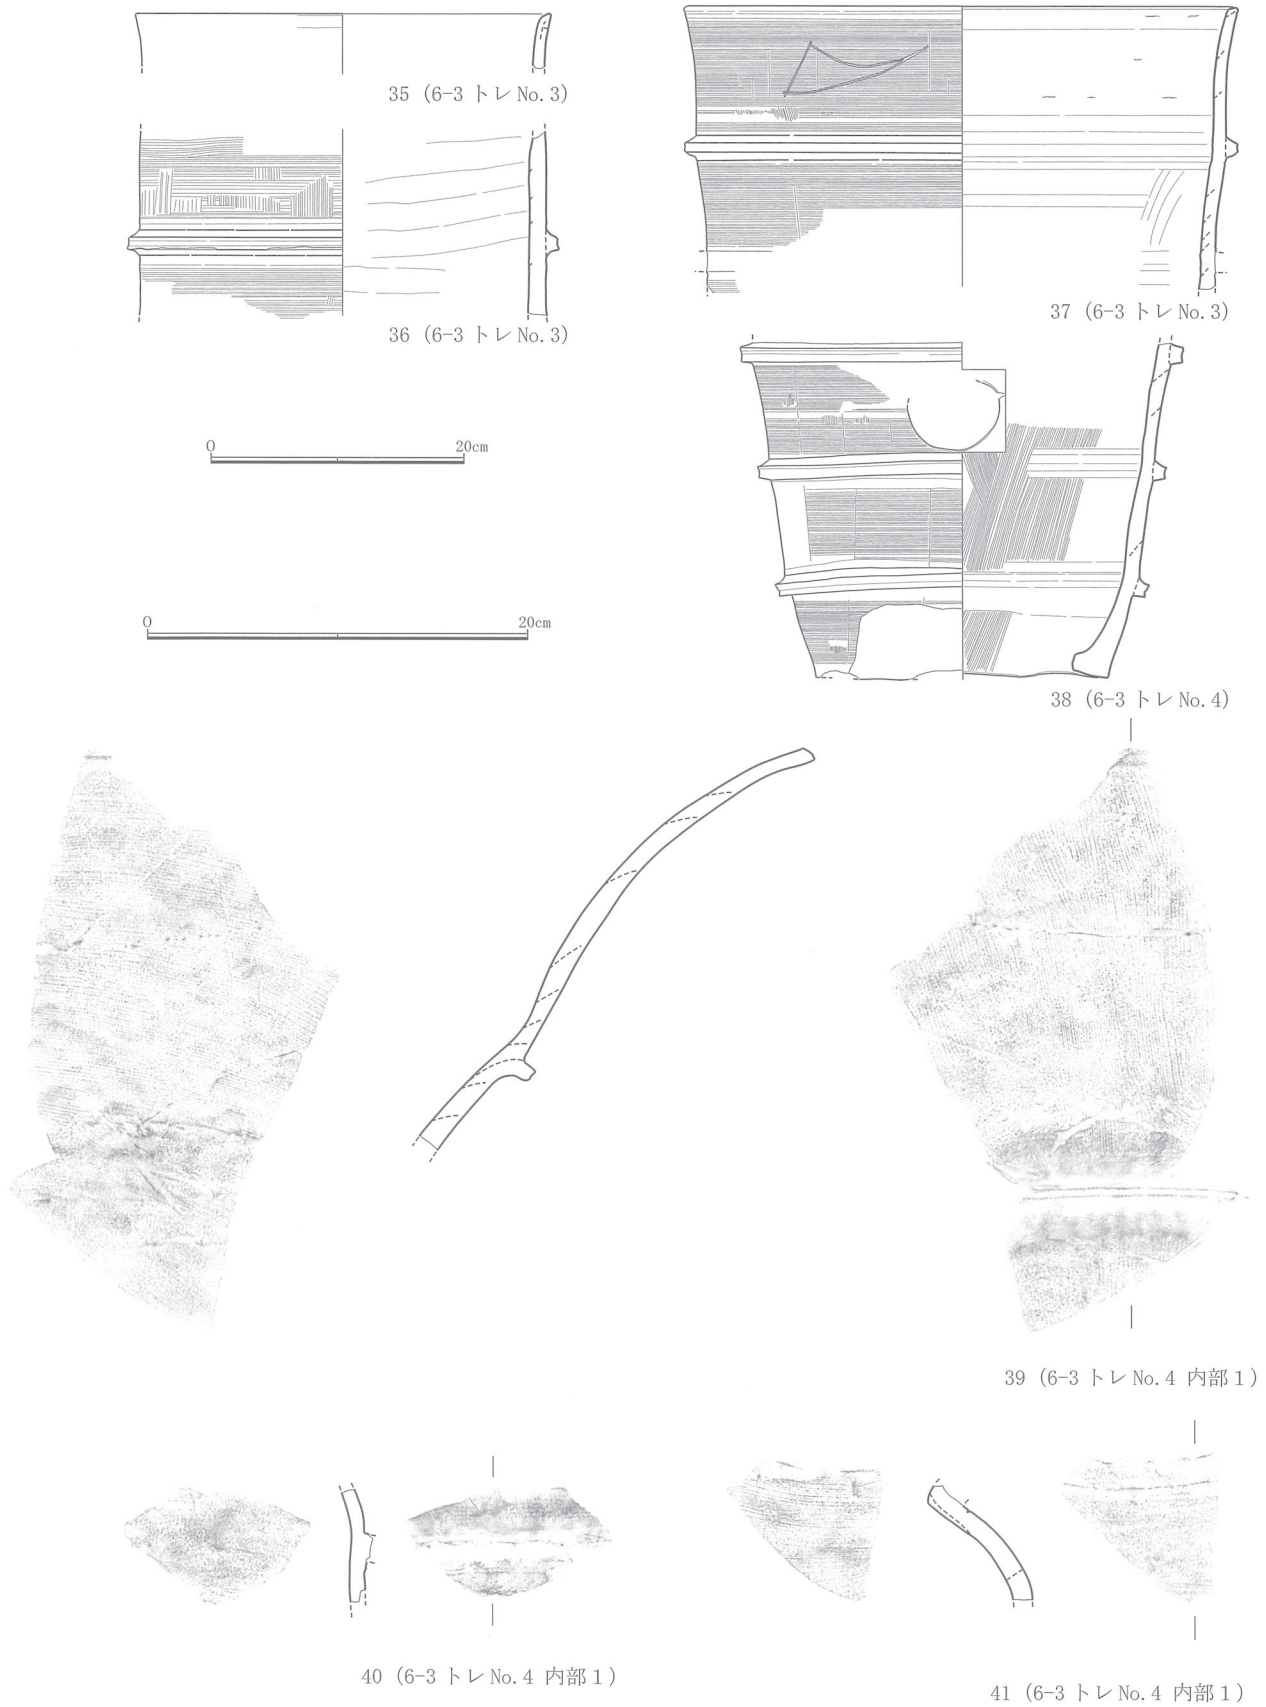 35 (6-3 トレ No. 3)
36 (6-3 トレ No. 3)
37 (6-3 トレ No. 3)
0 20cm
38 (6-3 トレ No. 4)
0 20cm
39 (6-3 トレ No. 4 内部1)
40 (6-3 トレ No. 4 内部1)
41 (6-3 トレ No. 4 内部1)